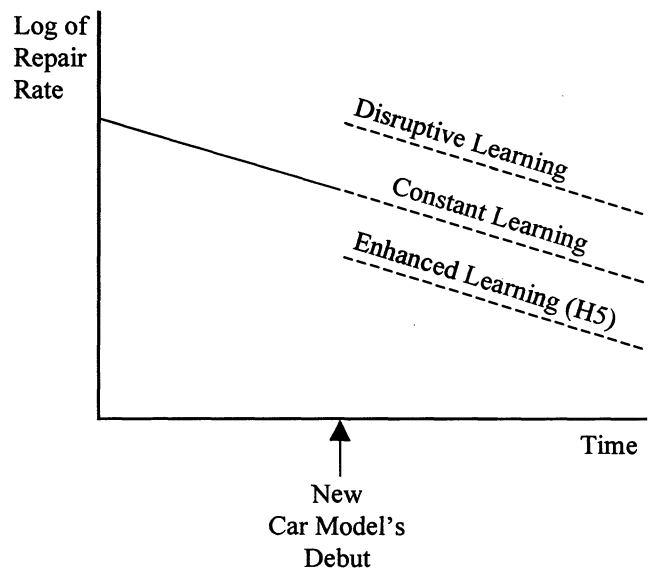 Log of
Repair
Rate
Disruptive Learning
Constant Learning
Enhanced Learning (H5)
Time
New
Car Model's
Debut